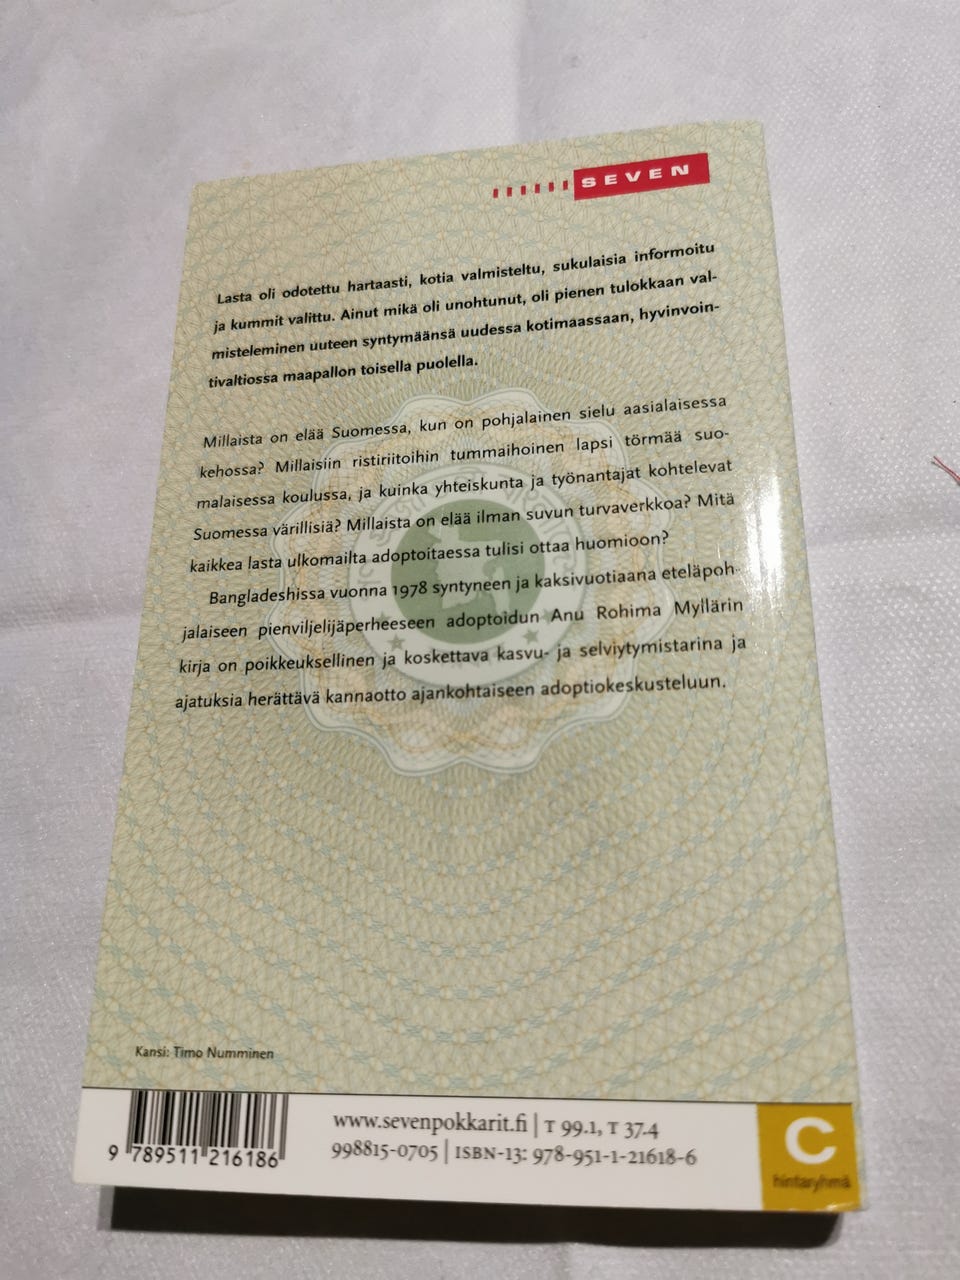 SEVEN
Lasta oli odotettu hartaasti, kotia valmisteltu, sukulaisia informoitu
ja kummit valittu. Ainut mikä oli unohtunut, oli pienen tulokkaan val-
misteleminen uuteen syntymäänsä uudessa kotimaassaan, hyvinvoin-
tivaltiossa maapallon toisella puolella.
Millaista on elää Suomessa, kun on pohjalainen sielu aasialaisessa
kehossa? Millaisiin ristiriitoihin tummaihoinen lapsi törmää suo-
malaisessa koulussa, ja kuinka yhteiskunta ja työnantajat kohtelevat
Suomessa värillisiä? Millaista on elää ilman suvun turvaverkkoa? Mitä
kaikkea lasta ulkomailta adoptoitaessa tulisi ottaa huomioon?
Bangladeshissa vuonna 1978 syntyneen ja kaksivuotiaana eteläpoh-
jalaiseen pienviljelijäperheeseen adoptoidun Anu Rohima Myllärin
kirja on poikkeuksellinen ja koskettava kasvu- ja selviytymistarina ja
ajatuksia herättävä kannaotto ajankohtaiseen adoptiokeskusteluun.
Kansi: Timo Numminen
9 789511 216186
www.sevenpokkarit.fi | T 99.1, T 37.4
998815-0705 | ISBN-13: 978-951-1-21618-6
C
hintaryhmä